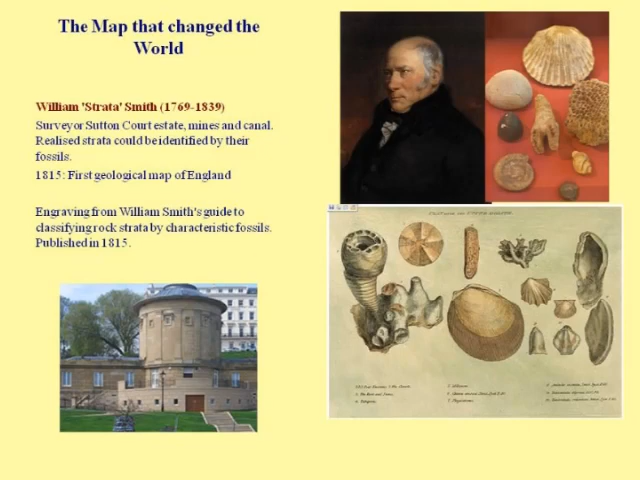 The Map that changed the
World
William 'Strata' Smith (1769-1839)
Surveyor Sutton Court estate, mines and canal.
Realised strata could be identified by their
fossils.
1815: First geological map of England
Engraving from William Smith's guide to
classifying rock strata by characteristic fossils.
Published in 1815.